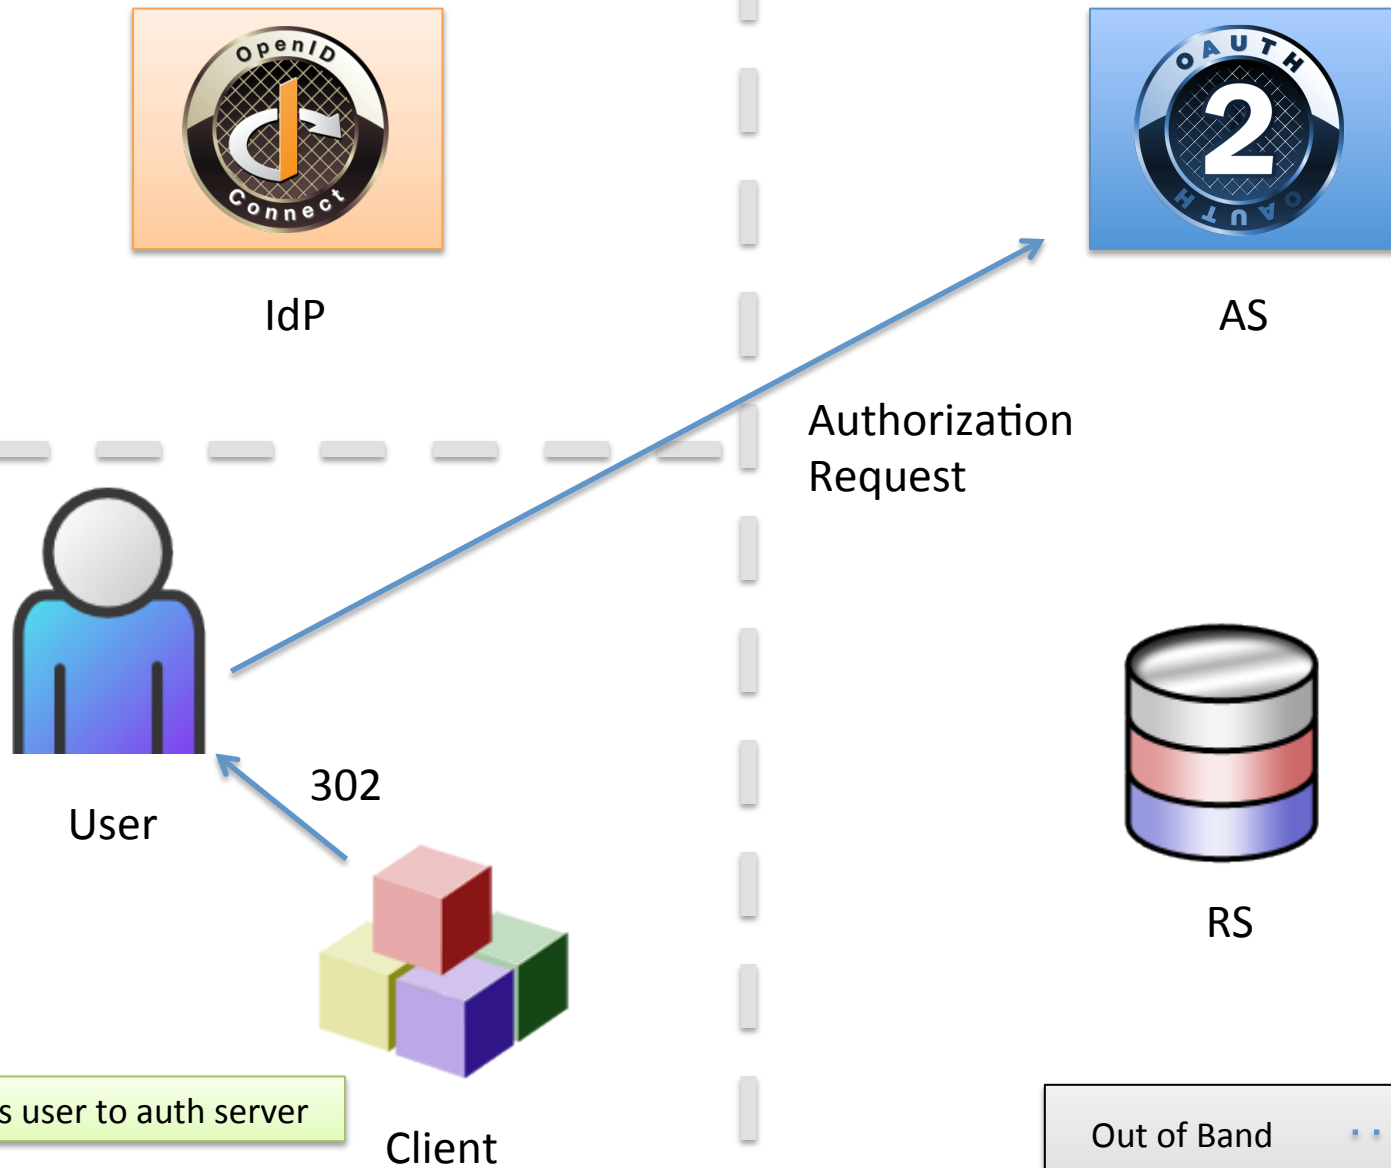 OpenID
Connect
OAUTH
2
OAUTH
IdP
AS
Authorization
Request
302
User
RS
s user to auth server
Client
Out of Band